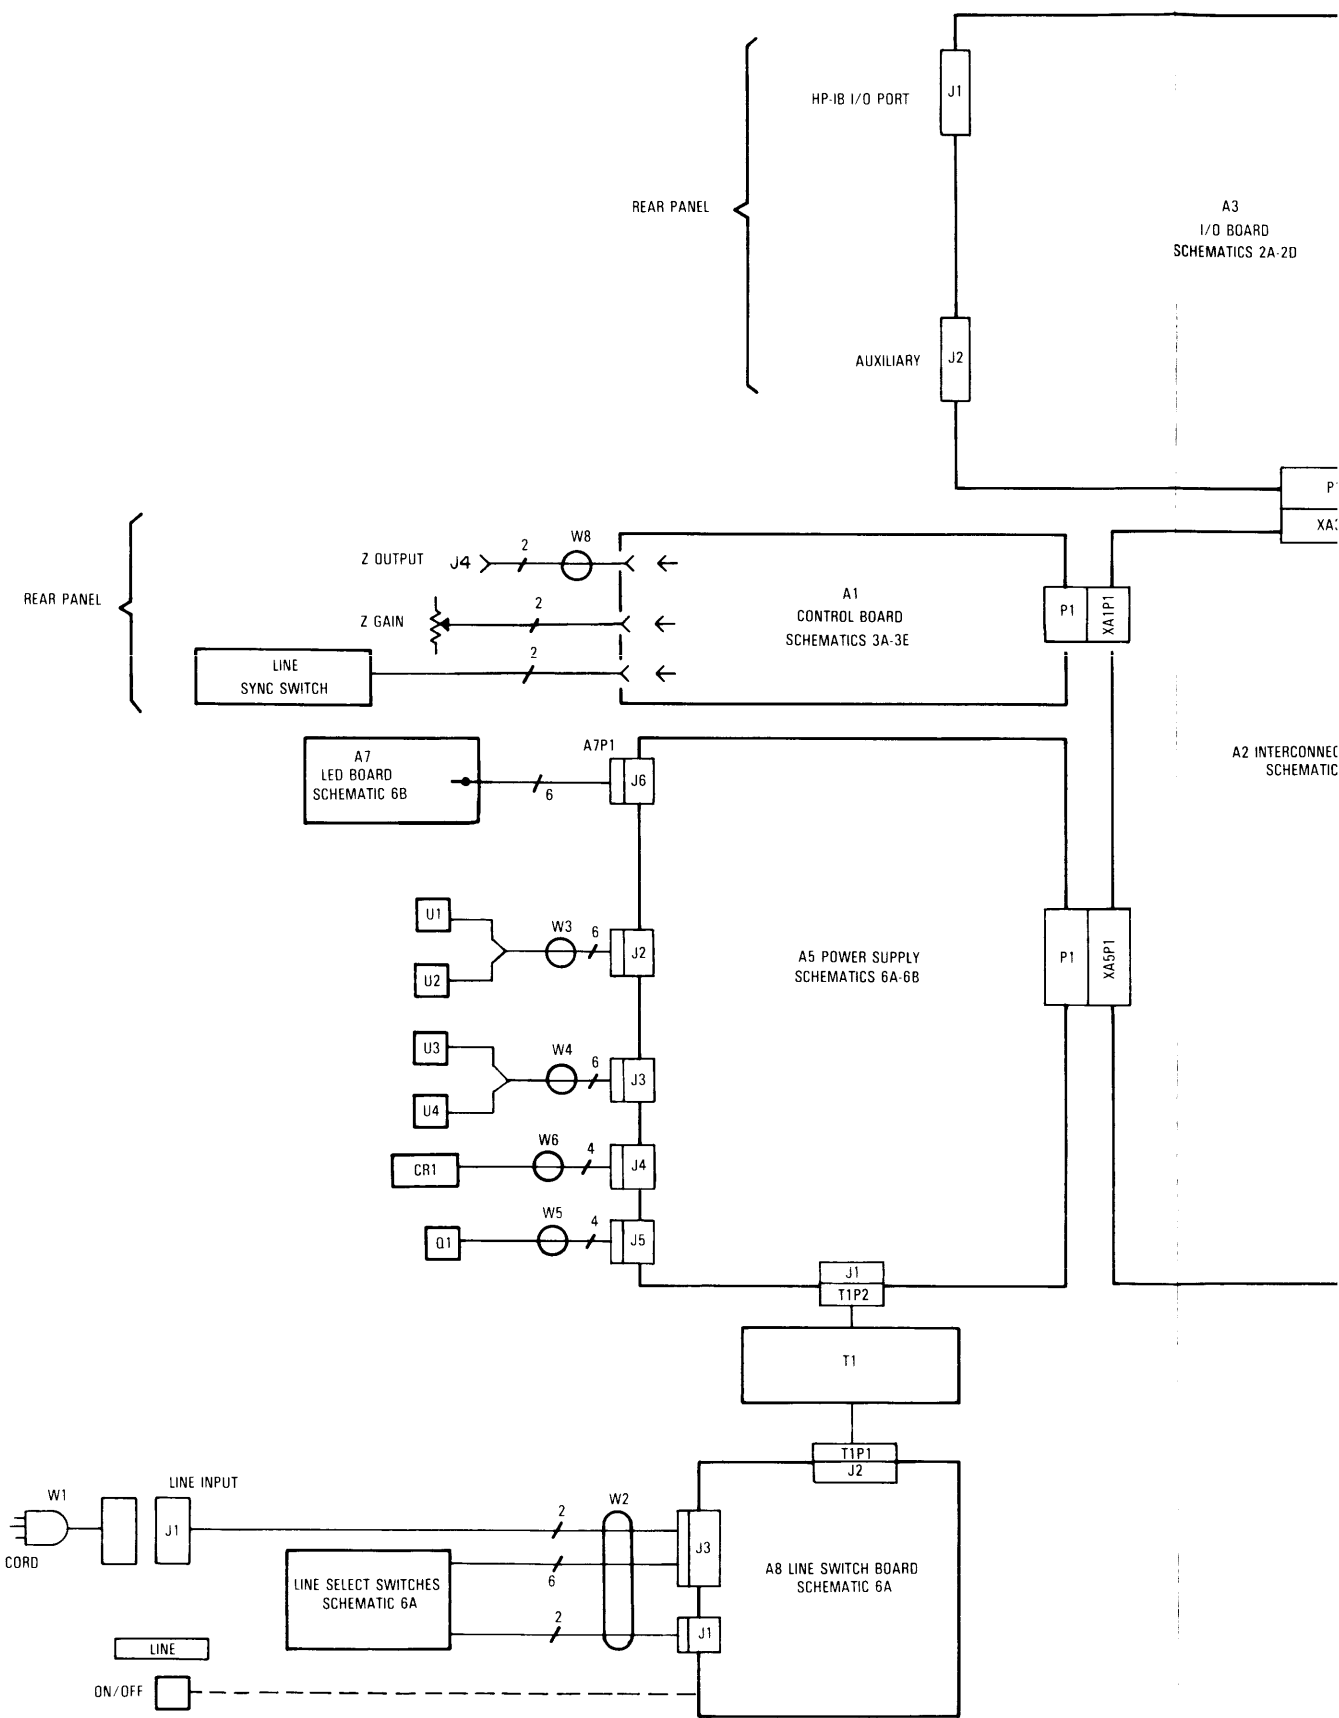 J1
HP-IB I/O PORT
REAR PANEL
A3
I/O BOARD
SCHEMATICS 2A-2D
AUXILIARY
J2
XA3
REAR PANEL
Z OUTPUT
J4
2
W8
Z GAIN
2
LINE
SYNC SWITCH
2
A1
CONTROL BOARD
SCHEMATICS 3A-3E
P1
XA1P1
A7
LED BOARD
SCHEMATIC 6B
6
A7P1
J6
A2 INTERCONNEC
SCHEMATIC
U1
U2
W3
6
J2
A5 POWER SUPPLY
SCHEMATICS 6A-6B
P1
XA5P1
U3
U4
W4
6
J3
CR1
W6
4
J4
Q1
W5
4
J5
J1
T1P2
T1
T1P1
J2
W1
CORD
LINE INPUT
J1
2
W2
LINE SELECT SWITCHES
SCHEMATIC 6A
6
2
J3
J1
A8 LINE SWITCH BOARD
SCHEMATIC 6A
LINE
ON/OFF